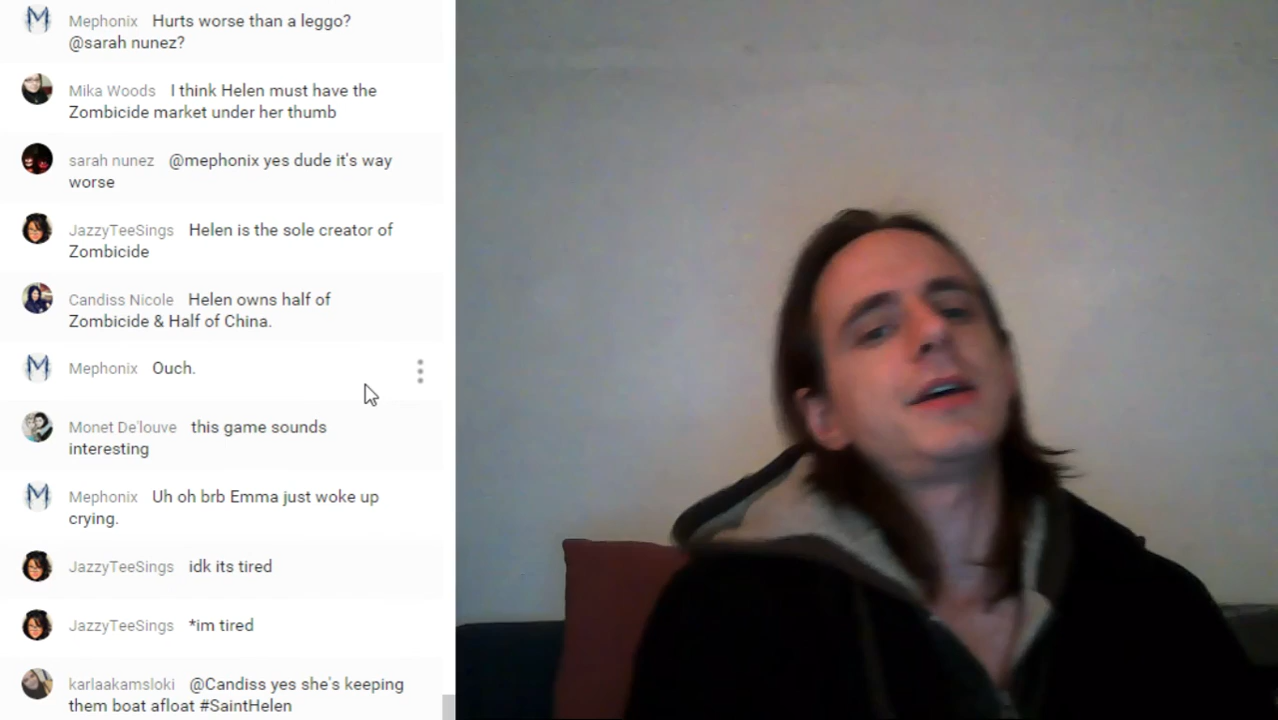 Mephonix Hurts worse than a leggo?
@sarah nunez?
Mika Woods I think Helen must have the
Zombicide market under her thumb
sarah nunez @mephonix yes dude it's way
worse
JazzyTeeSings Helen is the sole creator of
Zombicide
Candiss Nicole Helen owns half of
Zombicide & Half of China.
Mephonix Ouch.
Monet De'louve this game sounds
interesting
Mephonix Uh oh brb Emma just woke up
crying.
JazzyTeeSings idk its tired
JazzyTeeSings *im tired
karlaakamsloki @Candiss yes she's keeping
them boat afloat #SaintHelen